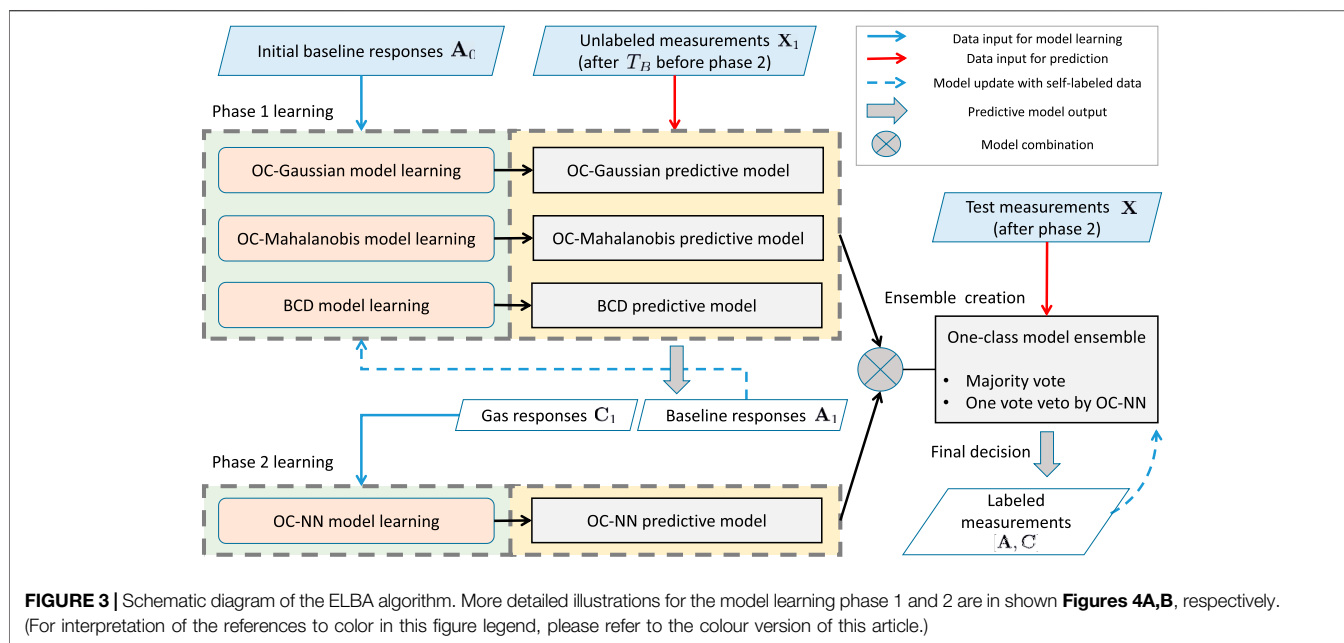 Initial baseline responses A₀
Unlabeled measurements X₁
(after T_B before phase 2)
Data input for model learning
Data input for prediction
Model update with self-labeled data
Predictive model output
Model combination
Phase 1 learning
OC-Gaussian model learning
OC-Gaussian predictive model
OC-Mahalanobis model learning
OC-Mahalanobis predictive model
BCD model learning
BCD predictive model
Test measurements X
(after phase 2)
Ensemble creation
One-class model ensemble
• Majority vote
• One vote veto by OC-NN
Gas responses C₁
Baseline responses A₁
Final decision
Phase 2 learning
OC-NN model learning
OC-NN predictive model
Labeled
measurements
[A, C]
FIGURE 3 | Schematic diagram of the ELBA algorithm. More detailed illustrations for the model learning phase 1 and 2 are in shown Figures 4A,B, respectively.
(For interpretation of the references to color in this figure legend, please refer to the colour version of this article.)